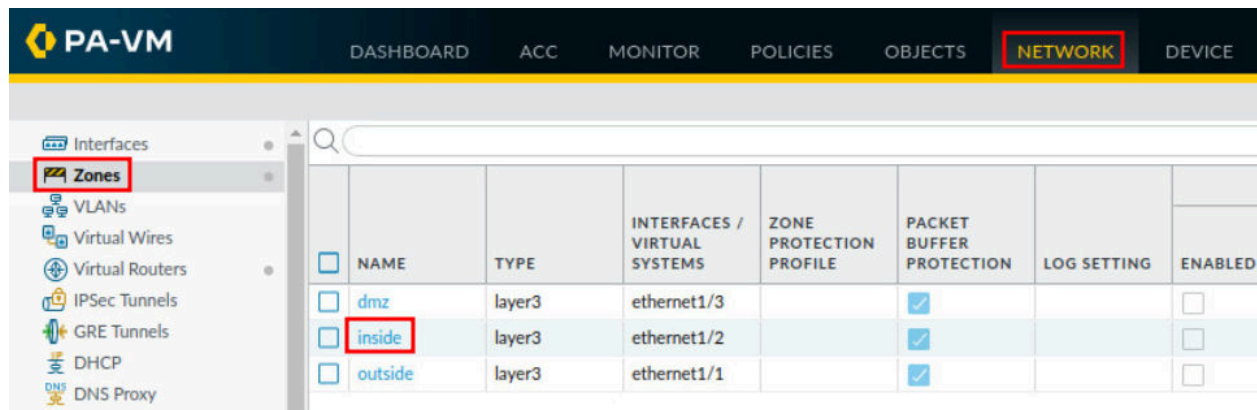 PA-VM
DASHBOARD ACC MONITOR POLICIES OBJECTS NETWORK DEVICE
Interfaces
Zones
VLANs
Virtual Wires
Virtual Routers
IPSec Tunnels
GRE Tunnels
DHCP
DNS Proxy
NAME TYPE INTERFACES / VIRTUAL SYSTEMS ZONE PROTECTION PROFILE PACKET BUFFER PROTECTION LOG SETTING ENABLED
dmz layer3 ethernet1/3
inside layer3 ethernet1/2
outside layer3 ethernet1/1